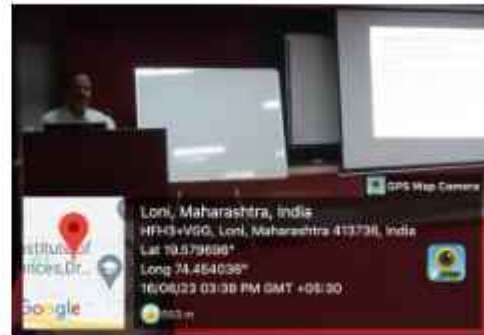 GPS Map Camera
Loni, Maharashtra, India
HFH3+VGG, Loni, Maharashtra 413736, India
Lat 19.579696°
Long 74.454036°
16/06/23 03:38 PM GMT +05:30
Google